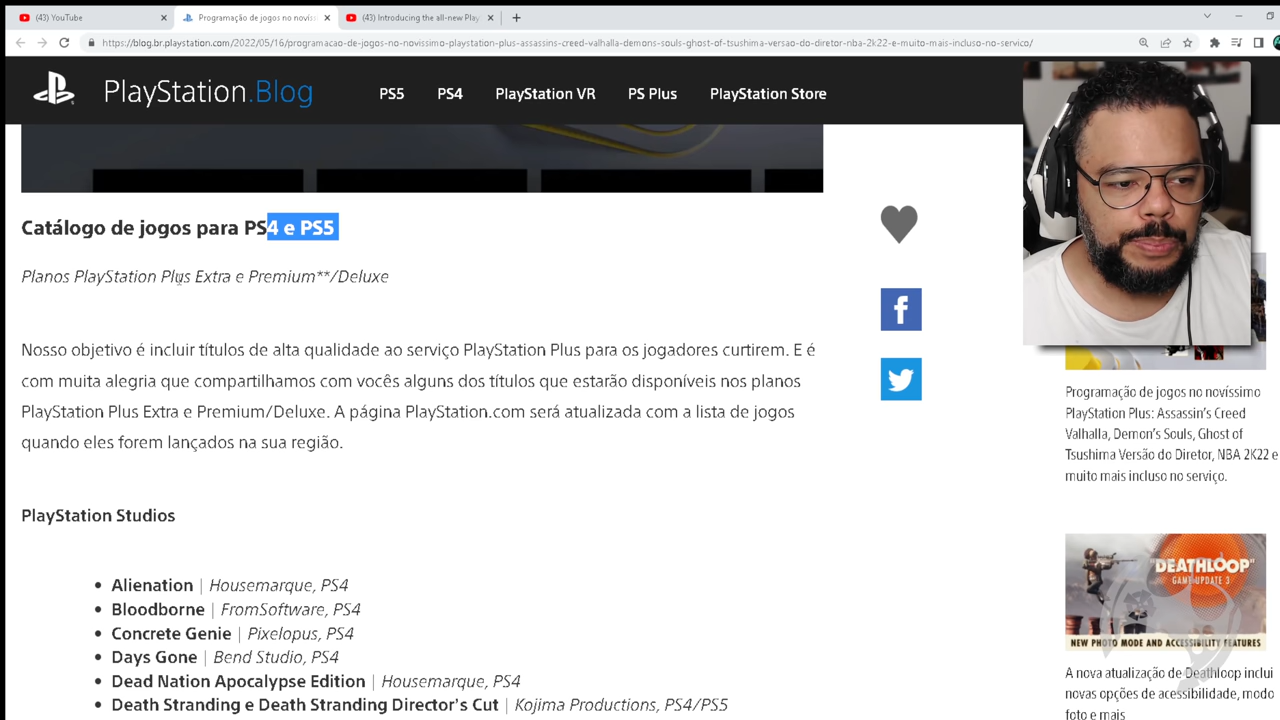 (43) YouTube
Programação de jogos no novíss
(43) Introducing the all-new Play
https://blog.br.playstation.com/2022/05/16/programacao-de-jogos-no-novissimo-playstation-plus-assassins-creed-valhalla-demons-souls-ghost-of-tsushima-versao-do-diretor-nba-2k22-e-muito-mais-incluso-no-servico/
PlayStation.Blog
PS5 PS4 PlayStation VR PS Plus PlayStation Store
Catálogo de jogos para PS4 e PS5
Planos PlayStation Plus Extra e Premium**/Deluxe
Nosso objetivo é incluir títulos de alta qualidade ao serviço PlayStation Plus para os jogadores curtirem. E é
com muita alegria que compartilhamos com vocês alguns dos títulos que estarão disponíveis nos planos
PlayStation Plus Extra e Premium/Deluxe. A página PlayStation.com será atualizada com a lista de jogos
quando eles forem lançados na sua região.
PlayStation Studios
• Alienation | Housemarque, PS4
• Bloodborne | FromSoftware, PS4
• Concrete Genie | Pixelopus, PS4
• Days Gone | Bend Studio, PS4
• Dead Nation Apocalypse Edition | Housemarque, PS4
• Death Stranding e Death Stranding Director's Cut | Kojima Productions, PS4/PS5
Programação de jogos no novíssimo
PlayStation Plus: Assassin's Creed
Valhalla, Demon's Souls, Ghost of
Tsushima Versão do Diretor, NBA 2K22 e
muito mais incluso no serviço.
"DEATHLOOP"
GAME UPDATE 3
NEW PHOTO MODE AND ACCESSIBILITY FEATURES
A nova atualização de Deathloop inclui
novas opções de acessibilidade, modo
foto e mais